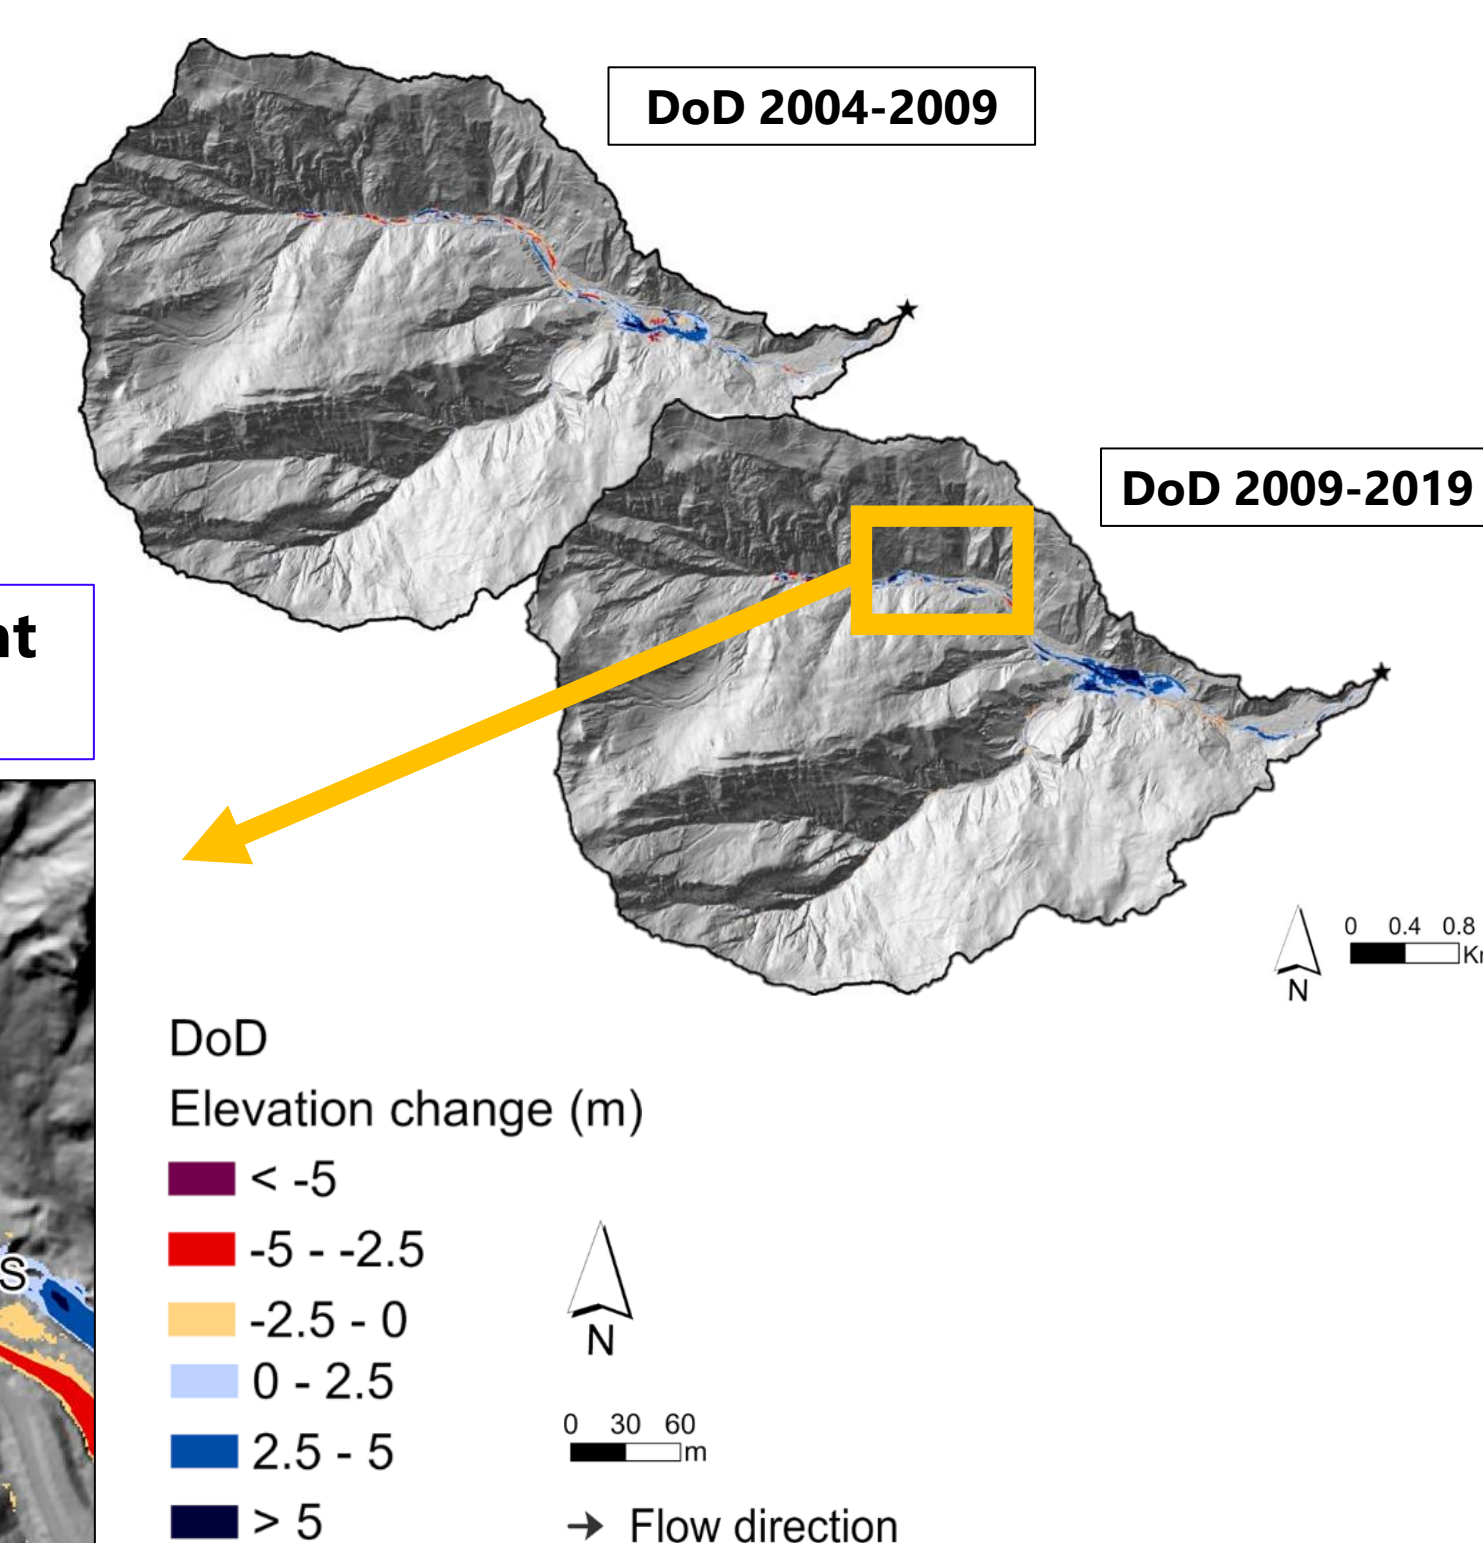 DoD 2004-2009
DoD 2009-2019
0 0.4 0.8
N
DoD
Elevation change (m)
< -5
-5 - -2.5
-2.5 - 0
0 - 2.5
2.5 - 5
> 5
S
N
0 30 60
m
→ Flow direction